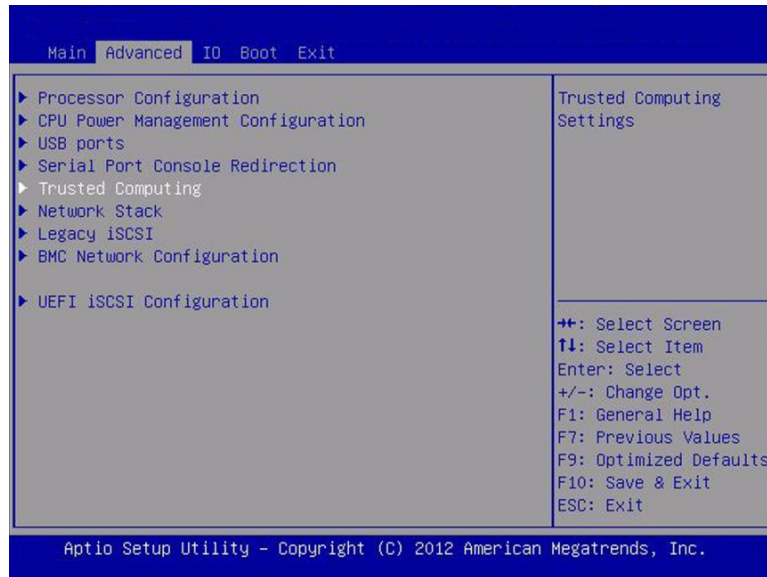 Main Advanced IO Boot Exit
Processor Configuration
CPU Power Management Configuration
USB ports
Serial Port Console Redirection
Trusted Computing
Network Stack
Legacy iSCSI
BMC Network Configuration
UEFI iSCSI Configuration
Trusted Computing
Settings
→←: Select Screen
↑↓: Select Item
Enter: Select
+/-: Change Opt.
F1: General Help
F7: Previous Values
F9: Optimized Defaults
F10: Save & Exit
ESC: Exit
Aptio Setup Utility - Copyright (C) 2012 American Megatrends, Inc.